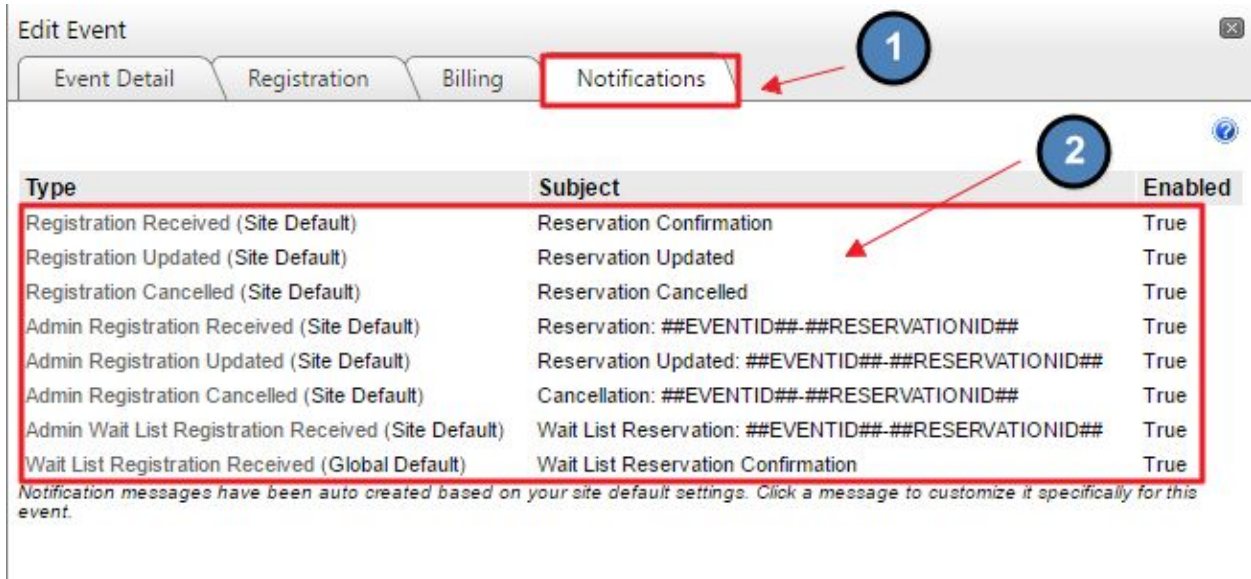 Edit Event
1
Event Detail Registration Billing Notifications
2
Type Subject Enabled
Registration Received (Site Default) Reservation Confirmation True
Registration Updated (Site Default) Reservation Updated True
Registration Cancelled (Site Default) Reservation Cancelled True
Admin Registration Received (Site Default) Reservation: ##EVENTID##-##RESERVATIONID## True
Admin Registration Updated (Site Default) Reservation Updated: ##EVENTID##-##RESERVATIONID## True
Admin Registration Cancelled (Site Default) Cancellation: ##EVENTID##-##RESERVATIONID## True
Admin Wait List Registration Received (Site Default) Wait List Reservation: ##EVENTID##-##RESERVATIONID## True
Wait List Registration Received (Global Default) Wait List Reservation Confirmation True
Notification messages have been auto created based on your site default settings. Click a message to customize it specifically for this
event.